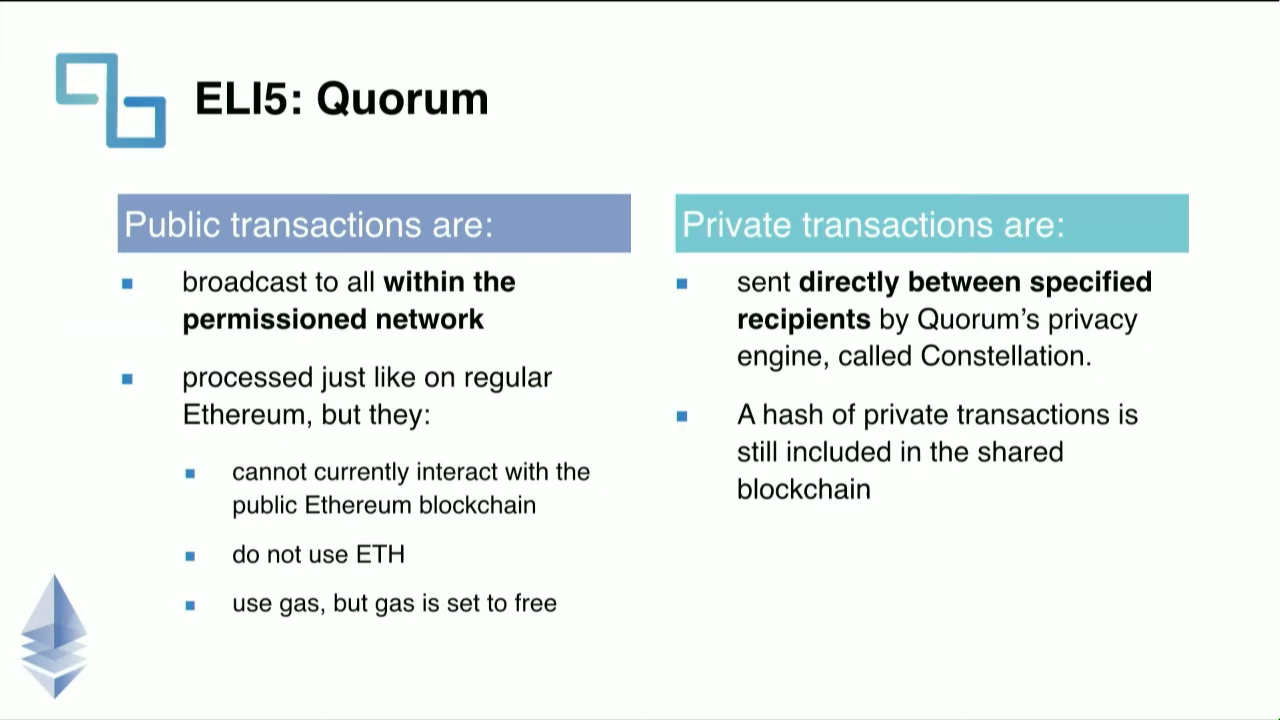 ELI5: Quorum
Public transactions are:
broadcast to all within the
permissioned network
processed just like on regular
Ethereum, but they:
cannot currently interact with the
public Ethereum blockchain
do not use ETH
use gas, but gas is set to free
Private transactions are:
sent directly between specified
recipients by Quorum’s privacy
engine, called Constellation.
A hash of private transactions is
still included in the shared
blockchain